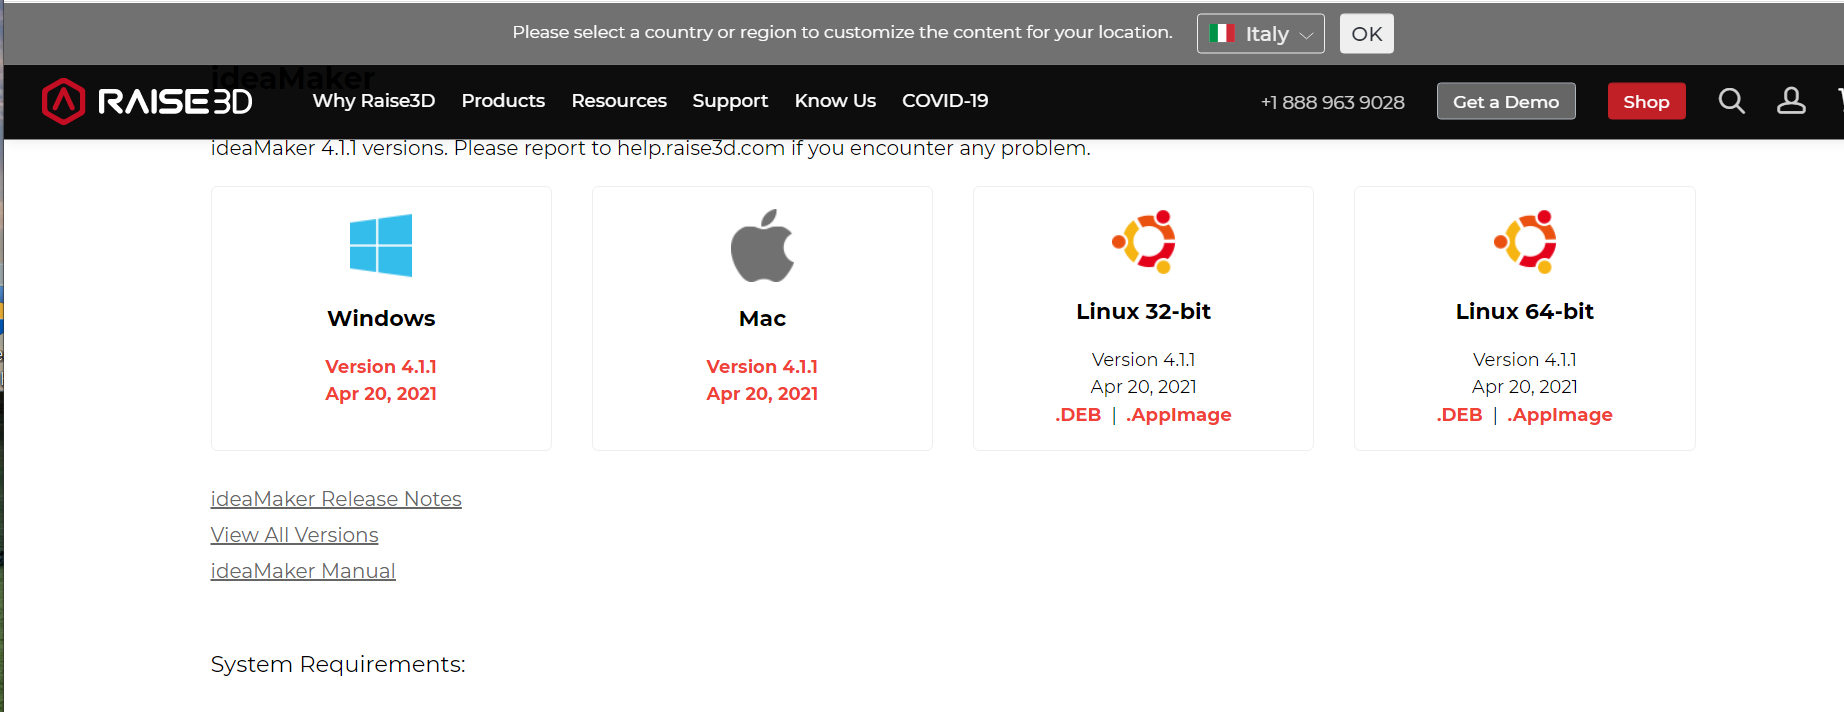 Please select a country or region to customize the content for your location.
Italy
OK
ideaMaker
RAISE3D
Why Raise3D
Products
Resources
Support
Know Us
COVID-19
+1 888 963 9028
Get a Demo
Shop
ideaMaker 4.1.1 versions. Please report to help.raise3d.com if you encounter any problem.
Windows
Version 4.1.1
Apr 20, 2021
Mac
Version 4.1.1
Apr 20, 2021
Linux 32-bit
Version 4.1.1
Apr 20, 2021
.DEB | .AppImage
Linux 64-bit
Version 4.1.1
Apr 20, 2021
.DEB | .AppImage
ideaMaker Release Notes
View All Versions
ideaMaker Manual
System Requirements: